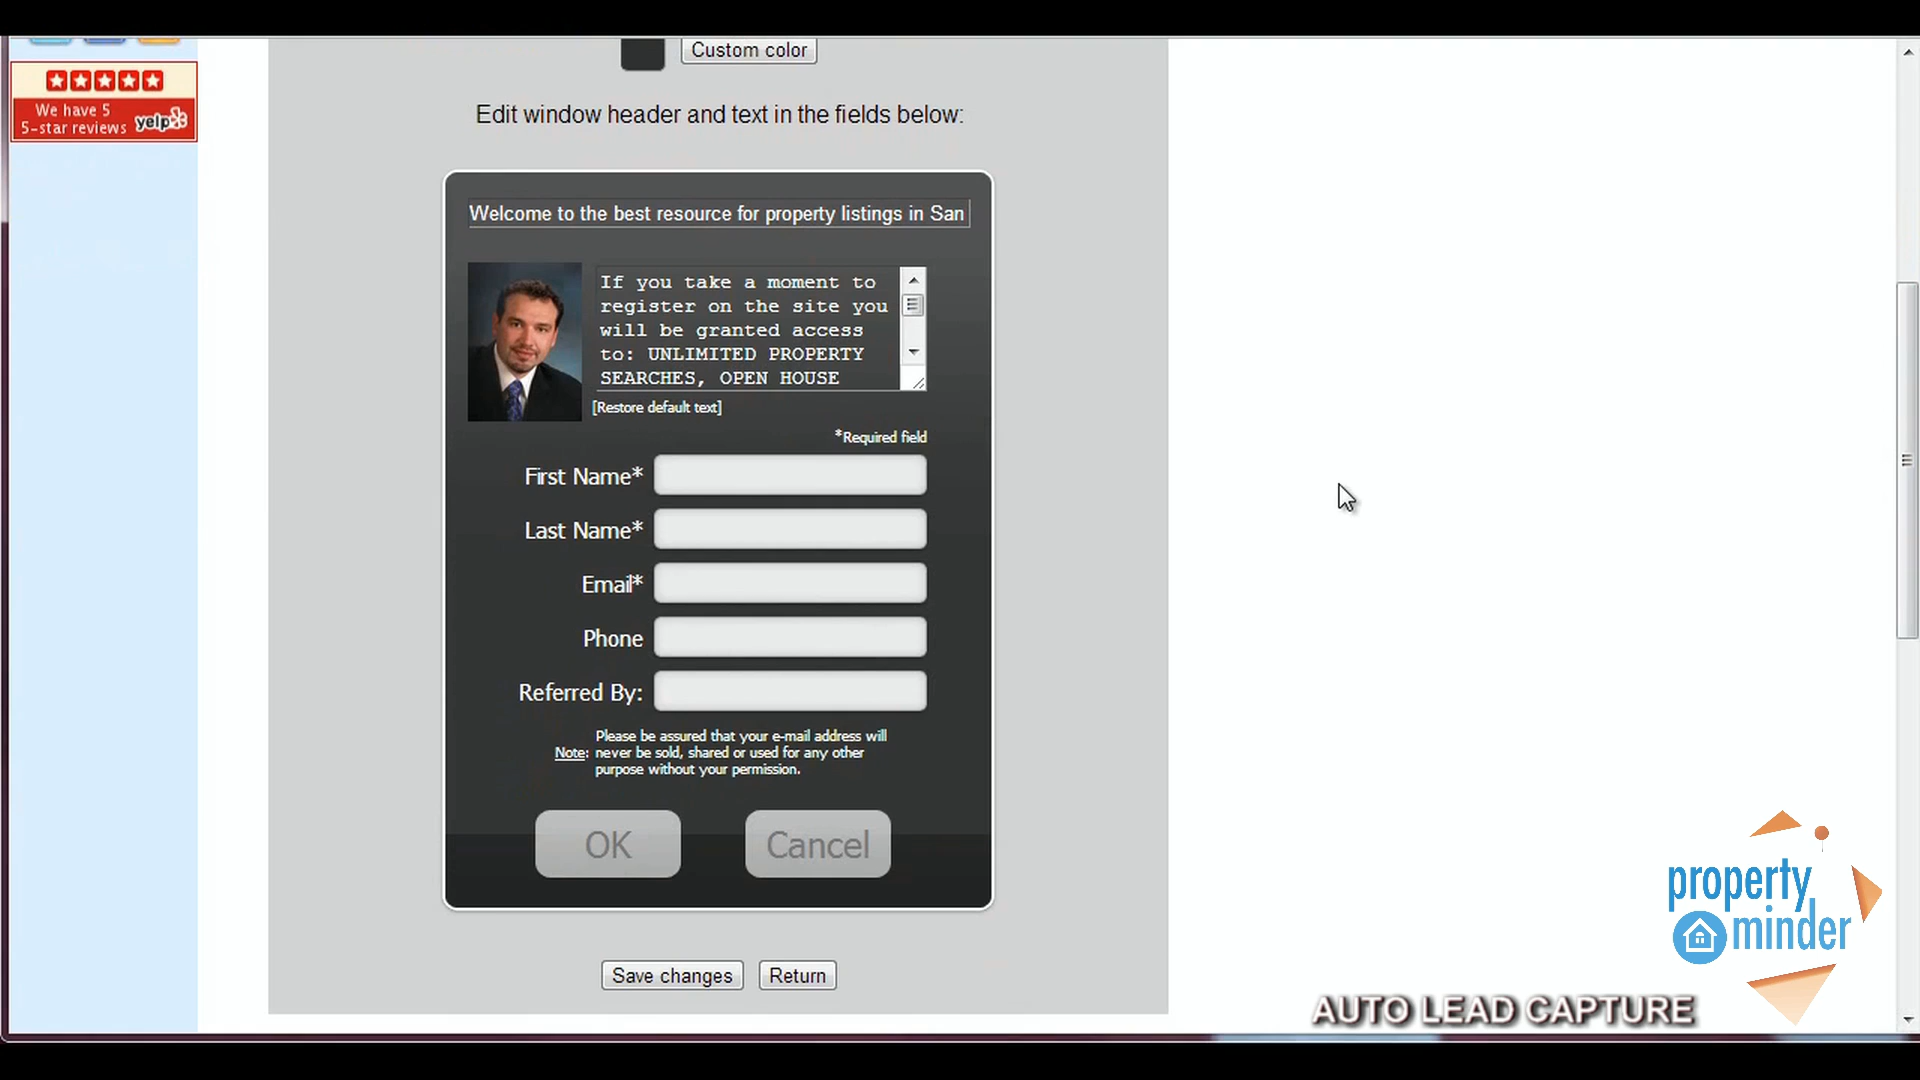 Custom color
We have 5
5-star reviews
yelp
Edit window header and text in the fields below:
Welcome to the best resource for property listings in San
If you take a moment to
register on the site you
will be granted access
to: UNLIMITED PROPERTY
SEARCHES, OPEN HOUSE
[Restore default text]
*Required field
First Name*
Last Name*
Email*
Phone
Referred By:
Note: Please be assured that your e-mail address will
never be sold, shared or used for any other
purpose without your permission.
OK
Cancel
Save changes
Return
property
minder
AUTO LEAD CAPTURE